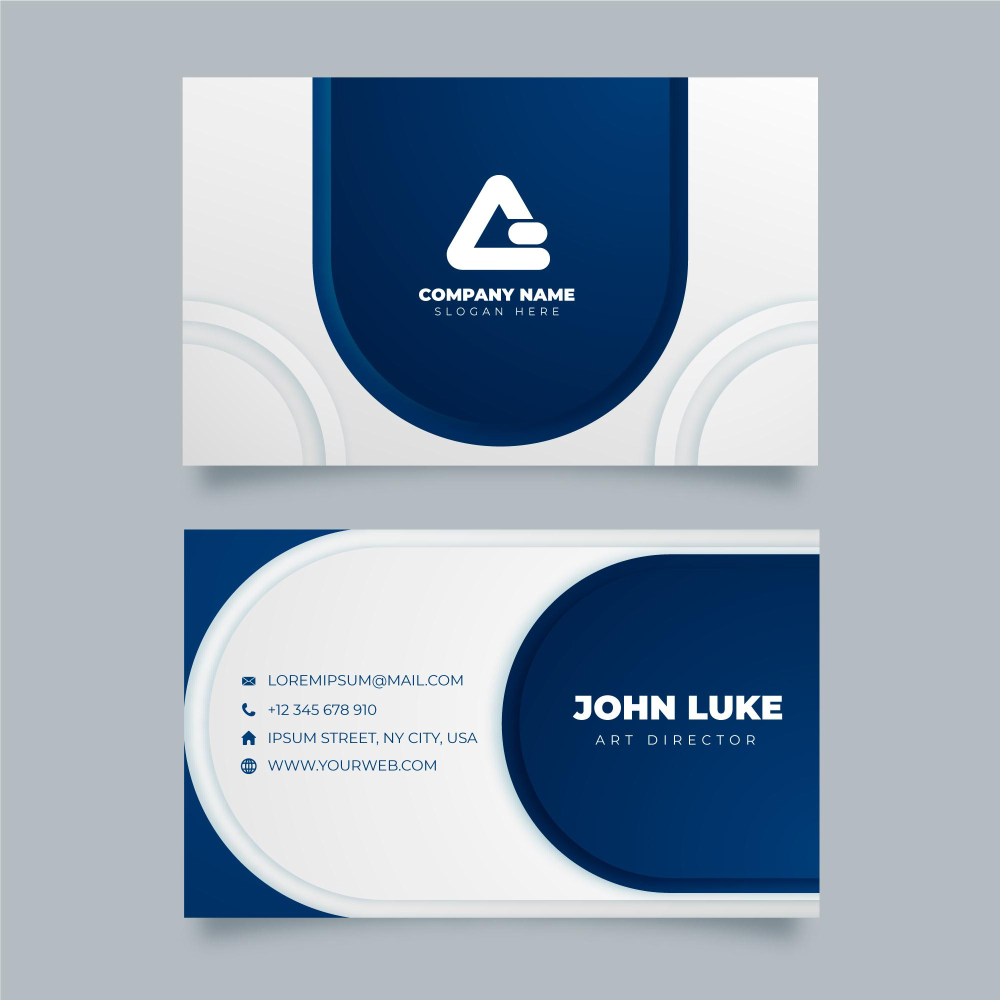 COMPANY NAME
SLOGAN HERE
LOREMIPSUM@MAIL.COM
+12 345 678 910
IPSUM STREET, NY CITY, USA
WWW.YOURWEB.COM
JOHN LUKE
ART DIRECTOR